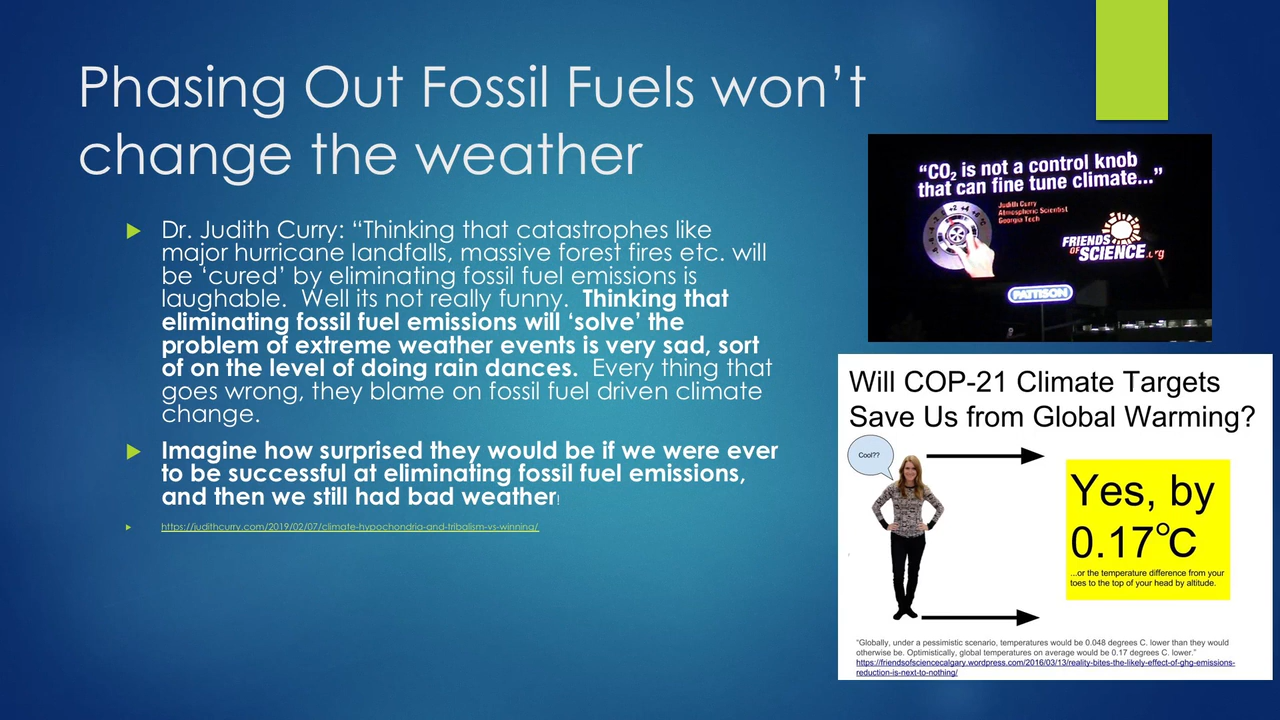 Phasing Out Fossil Fuels won’t
change the weather
Dr. Judith Curry: “Thinking that catastrophes like
major hurricane landfalls, massive forest fires etc. will
be ‘cured’ by eliminating fossil fuel emissions is
laughable. Well its not really funny. Thinking that
eliminating fossil fuel emissions will ‘solve’ the
problem of extreme weather events is very sad, sort
of on the level of doing rain dances. Every thing that
goes wrong, they blame on fossil fuel driven climate
change.
Imagine how surprised they would be if we were ever
to be successful at eliminating fossil fuel emissions,
and then we still had bad weather!
https://judithcurry.com/2019/02/07/climate-hypochondria-and-tribalism-vs-winning/
“CO₂ is not a control knob
that can fine tune climate...”
Judith Curry
Atmospheric Scientist
Georgia Tech
+2 +4
FRIENDS
OF SCIENCE.org
PATTISON
Will COP-21 Climate Targets
Save Us from Global Warming?
Cool??
Yes, by
0.17°C
...or the temperature difference from your
toes to the top of your head by altitude.
“Globally, under a pessimistic scenario, temperatures would be 0.048 degrees C. lower than they would
otherwise be. Optimistically, global temperatures on average would be 0.17 degrees C. lower.”
https://friendsofsciencecalgary.wordpress.com/2016/03/13/reality-bites-the-likely-effect-of-ghg-emissions-
reduction-is-next-to-nothing/